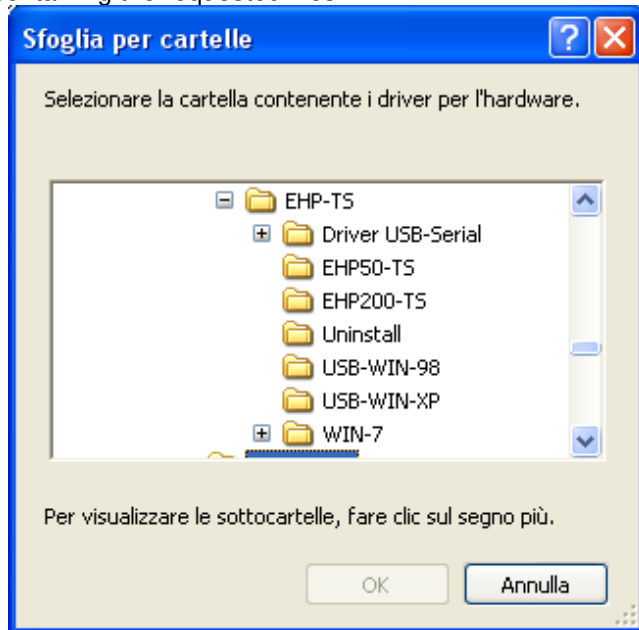 Sfoglia per cartelle
Selezionare la cartella contenente i driver per l'hardware.
EHP-TS
Driver USB-Serial
EHP50-TS
EHP200-TS
Uninstall
USB-WIN-98
USB-WIN-XP
WIN-7
Per visualizzare le sottocartelle, fare clic sul segno più.
OK
Annulla